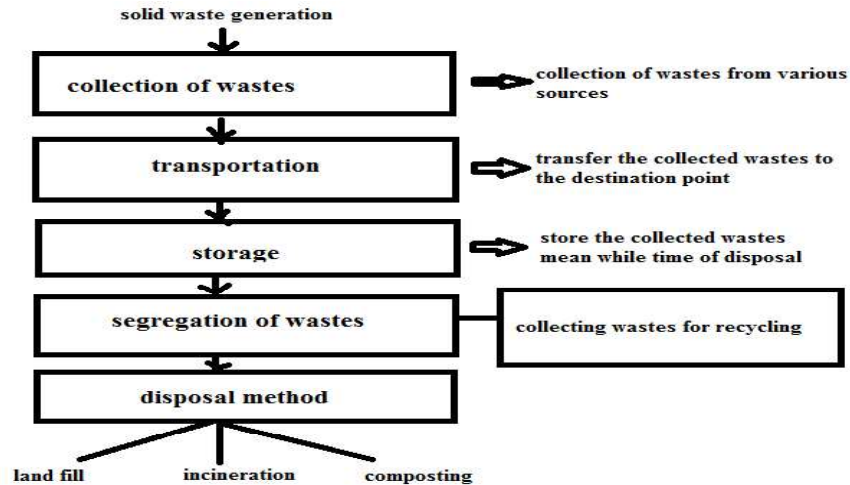 solid waste generation
collection of wastes
collection of wastes from various
sources
transportation
transfer the collected wastes to
the destination point
storage
store the collected wastes
mean while time of disposal
segregation of wastes
collecting wastes for recycling
disposal method
land fill
incineration
composting